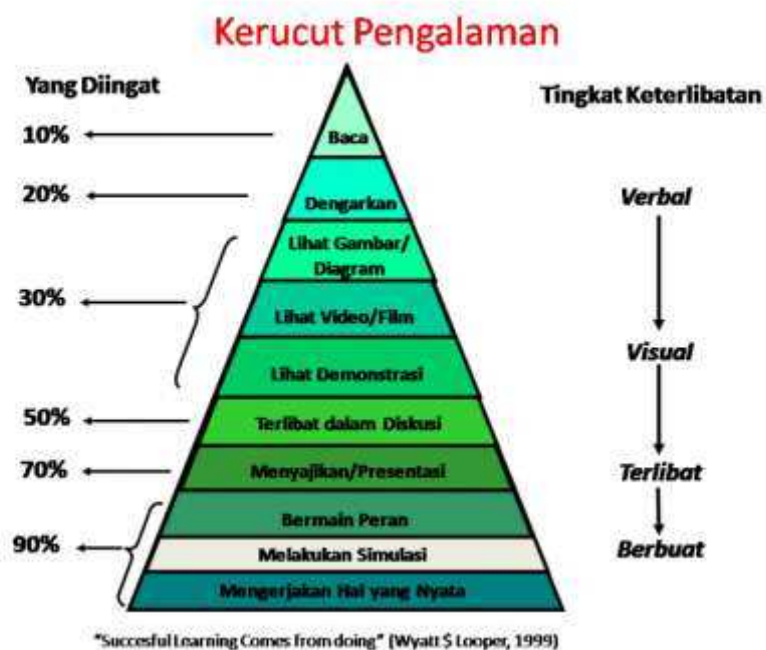 Kerucut Pengalaman
Yang Diingat
Tingkat Keterlibatan
10%
Baca
20%
Dengarkan
Verbal
Lihat Gambar/
Diagram
30%
Lihat Video/Film
Visual
Lihat Demonstrasi
50%
Terlibat dalam Diskusi
70%
Menyajikan/Presentasi
Terlibat
Bermain Peran
90%
Melakukan Simulasi
Berbuat
Mengerjakan Hal yang Nyata
"Succesful Learning Comes from doing" (Wyatt $ Looper, 1999)